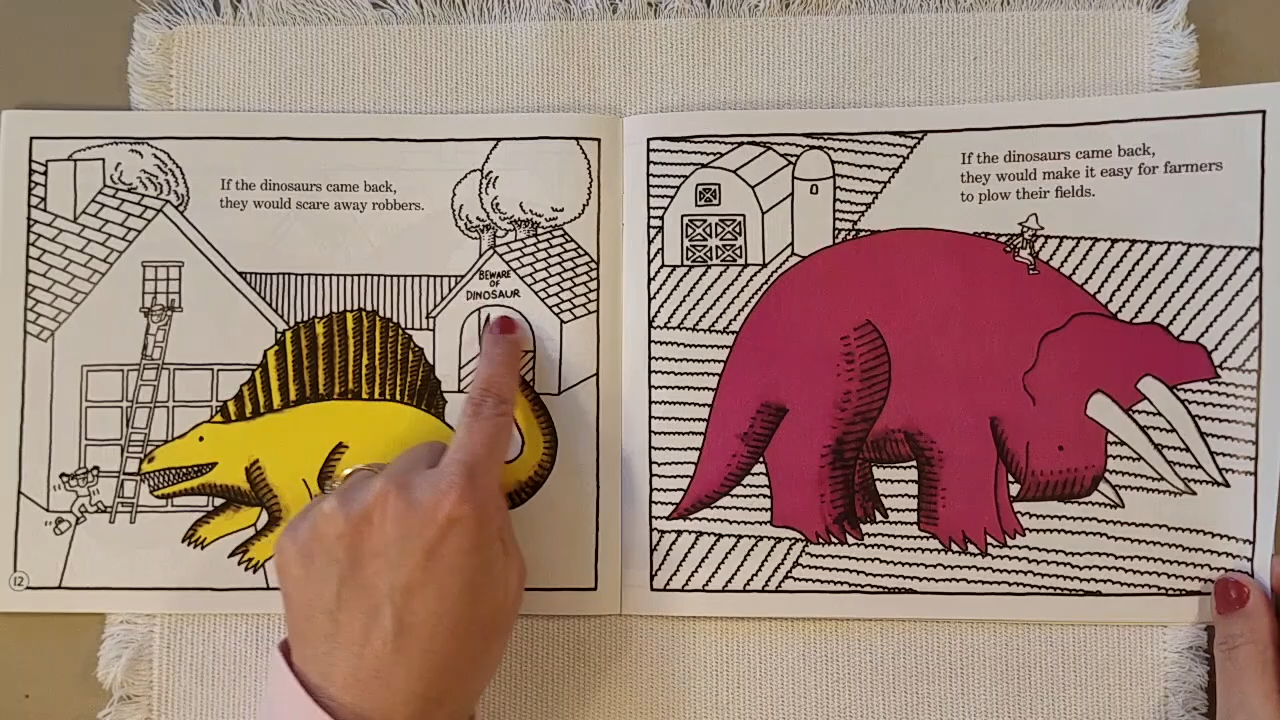 If the dinosaurs came back,
they would scare away robbers.
BEWARE
OF
DINOSAUR
12
If the dinosaurs came back,
they would make it easy for farmers
to plow their fields.